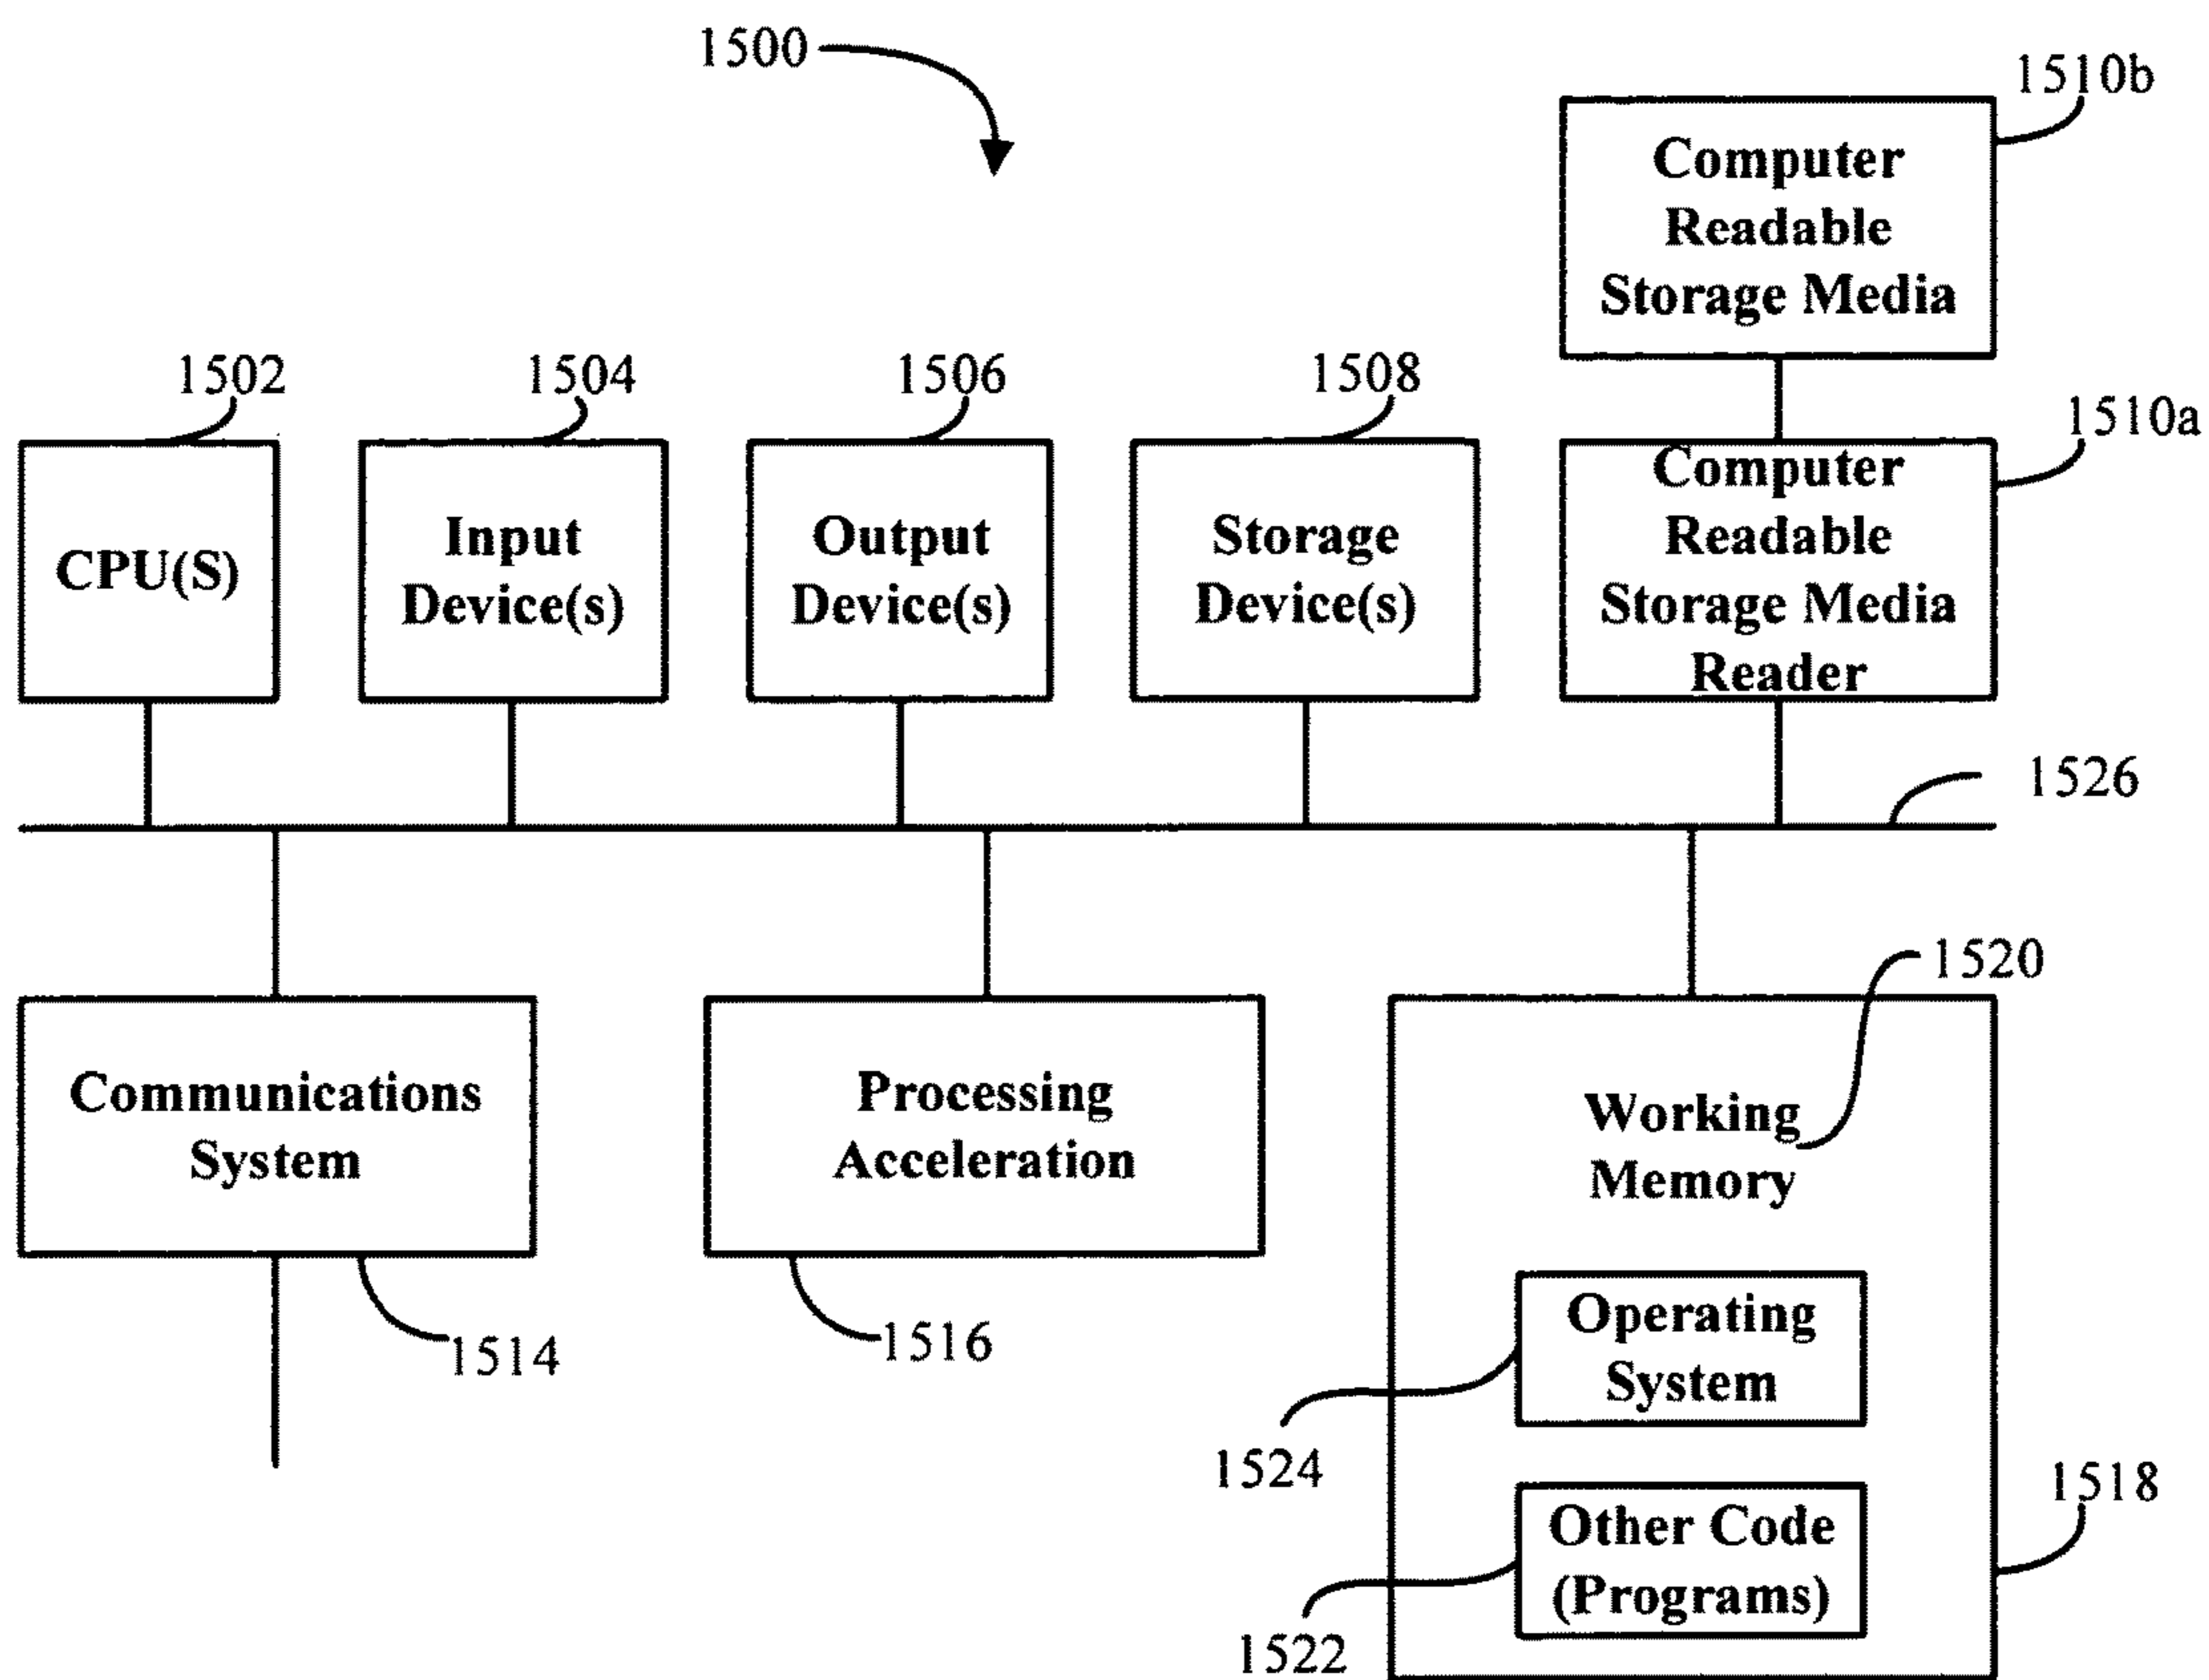 1500
1510b
Computer
Readable
Storage Media
1502
1504
1506
1508
1510a
CPU(S)
Input
Device(s)
Output
Device(s)
Storage
Device(s)
Computer
Readable
Storage Media
Reader
1526
1520
Communications
System
Processing
Acceleration
Working
Memory
1514
1516
Operating
System
1524
1518
Other Code
(Programs)
1522